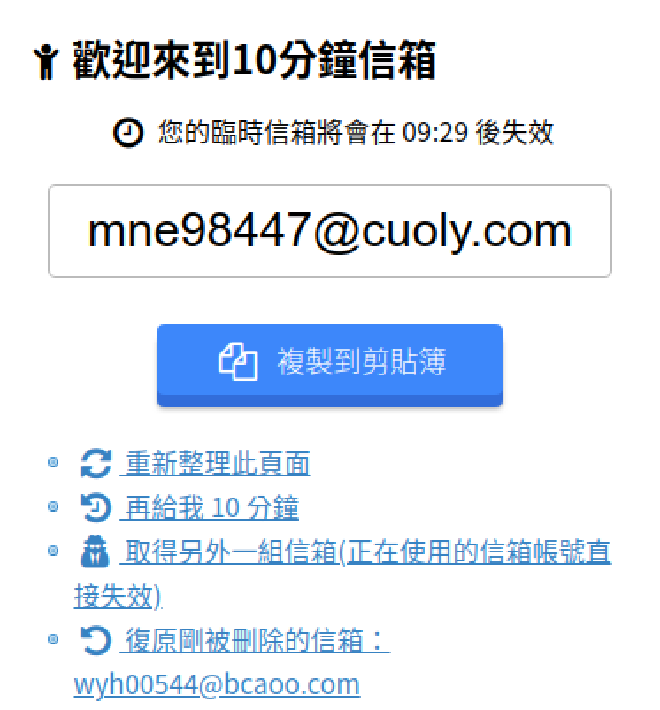 歡迎來到10分鐘信箱
您的臨時信箱將會在 09:29 後失效
mne98447@cuoly.com
複製到剪貼簿
重新整理此頁面
再給我 10 分鐘
取得另外一組信箱(正在使用的信箱帳號直
接失效)
復原剛被刪除的信箱：
wyh00544@bcaoo.com